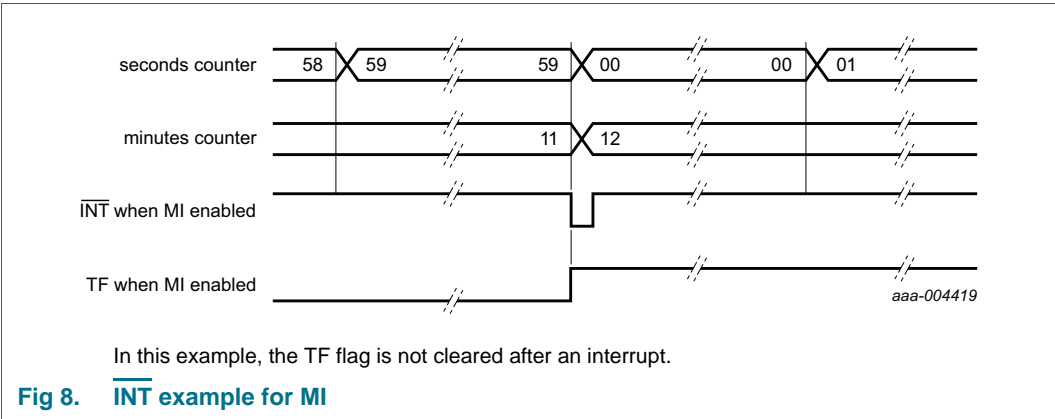 seconds counter 58 59 59 00 00 01
minutes counter 11 12
INT when MI enabled
TF when MI enabled
aaa-004419
In this example, the TF flag is not cleared after an interrupt.
Fig 8. INT example for MI